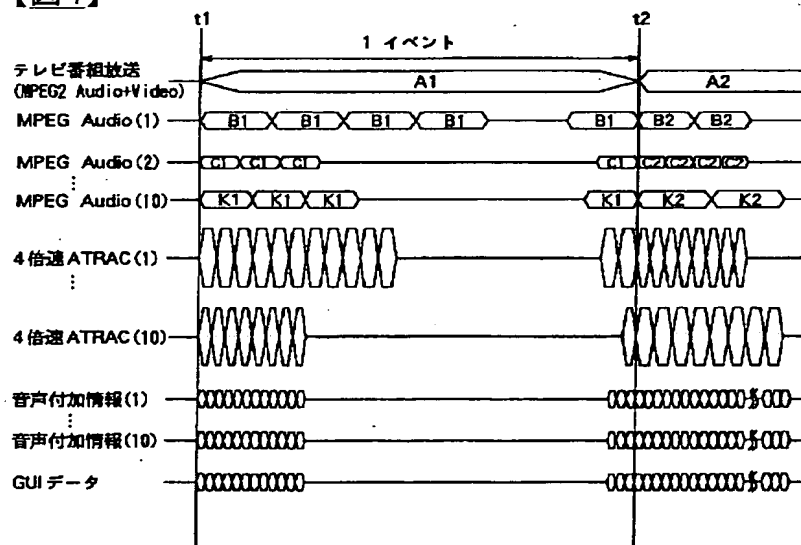 t1 t2
1 イベント
テレビ番組放送
(MPEG2 Audio+Video)
A1 A2
MPEG Audio(1) B1 B1 B1 B1 B1 B2 B2
MPEG Audio(2) C1 C1 C1 C1 C2 C2 C2 C2
MPEG Audio(10) K1 K1 K1 K1 K2 K2
4倍速ATRAC(1)
4倍速ATRAC(10)
音声付加情報(1)
音声付加情報(10)
GUIデータ